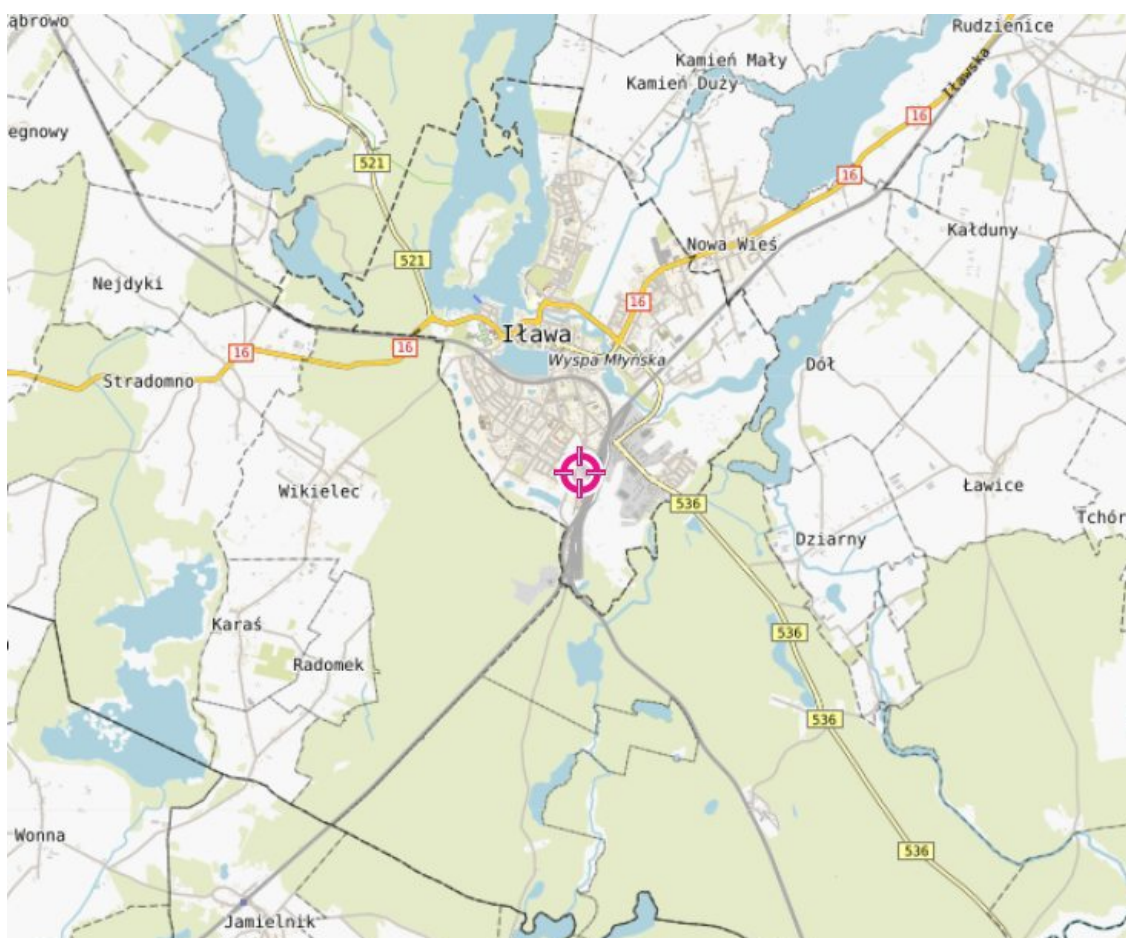 ąbrowo
Rudzienice
Kamień Mały
Kamień Duży
Iławska
16
egnowy
521
16
Kałduny
Nowa Wieś
521
Nejdyki
16
Iława
16
16
Wyspa Młyńska
Dół
Stradomno
Wikielec
Ławice
536
Tchór
Dziarny
Karaś
536
Radomek
536
Wonna
536
Jamielnik